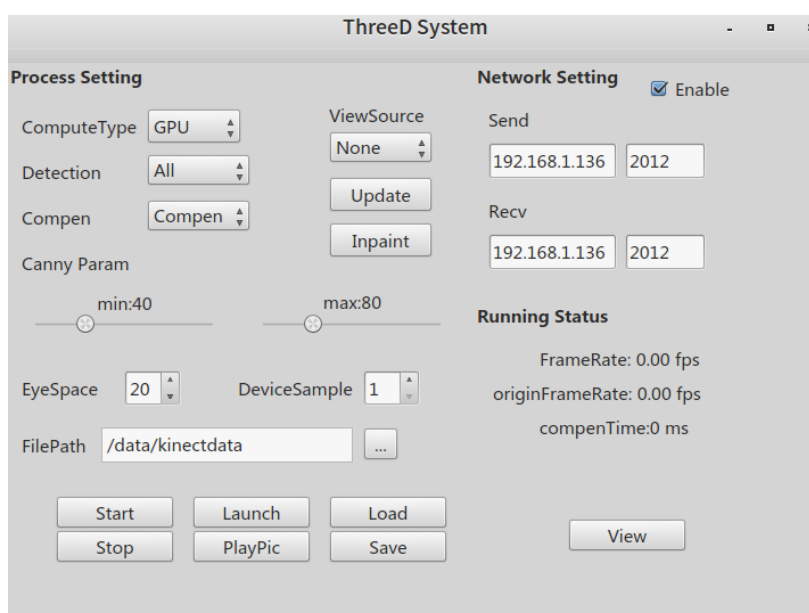 ThreeD System
Process Setting
ComputeType GPU
Detection All
Compen Compen
ViewSource
None
Update
Inpaint
Canny Param
min:40 max:80
EyeSpace 20 DeviceSample 1
FilePath /data/kinectdata ...
Start Launch Load
Stop PlayPic Save
Network Setting Enable
Send
192.168.1.136 2012
Recv
192.168.1.136 2012
Running Status
FrameRate: 0.00 fps
originFrameRate: 0.00 fps
compenTime:0 ms
View